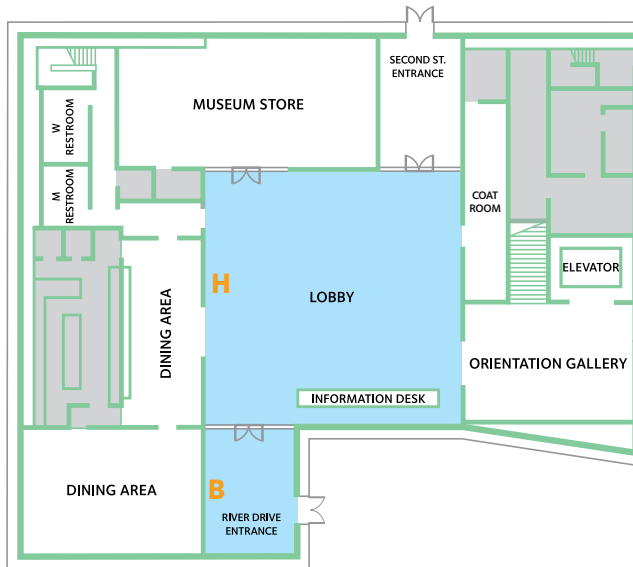 SECOND ST.
ENTRANCE
MUSEUM STORE
W
RESTROOM
M
RESTROOM
COAT
ROOM
ELEVATOR
H
LOBBY
DINING AREA
ORIENTATION GALLERY
INFORMATION DESK
DINING AREA
B
RIVER DRIVE
ENTRANCE